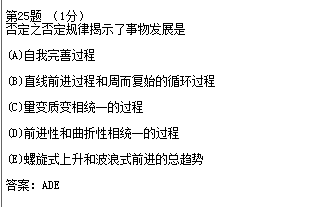 第25题 (1分)
否定之否定规律揭示了事物发展是
(A)自我完善过程
(B)直线前进过程和周而复始的循环过程
(C)量变质变相统一的过程
(D)前进性和曲折性相统一的过程
(E)螺旋式上升和波浪式前进的总趋势
答案: ADE